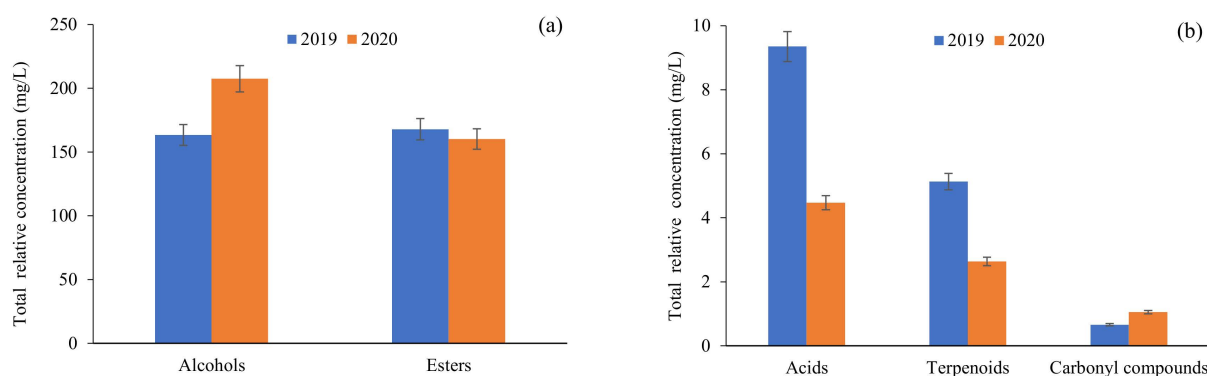 (a)
2019 2020
Total relative concentration (mg/L)
250
200
150
100
50
0
Alcohols Esters
(b)
2019 2020
Total relative concentration (mg/L)
10
8
6
4
2
0
Acids Terpenoids Carbonyl compounds